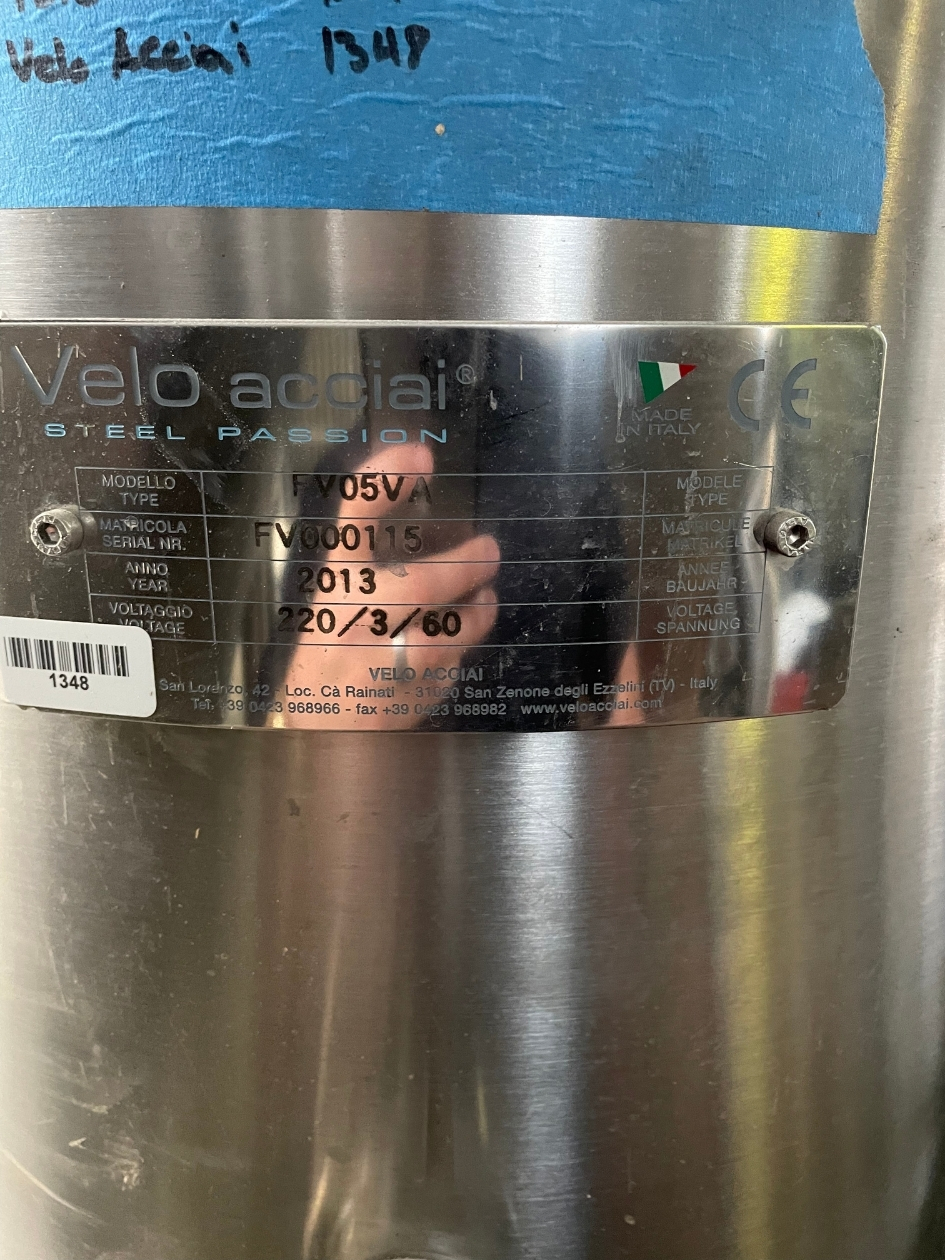 Velo Acciai 1348
Velo acciai®
STEEL PASSION
MADE
IN ITALY
CE
MODELLO
TYPE
FV05VA
MODELE
TYPE
MATRICOLA
SERIAL NR.
FV000115
MATRICULE
MATRIKEL
ANNO
YEAR
2013
ANNEE
BAUJAHR
VOLTAGGIO
VOLTAGE
220/3/60
VOLTAGE
SPANNUNG
VELO ACCIAI
San Lorenzo, 42 - Loc. Cà Rainati - 31020 San Zenone degli Ezzelini (TV) - Italy
Tel. +39 0423 968966 - fax +39 0423 968982 www.veloacciai.com
1348